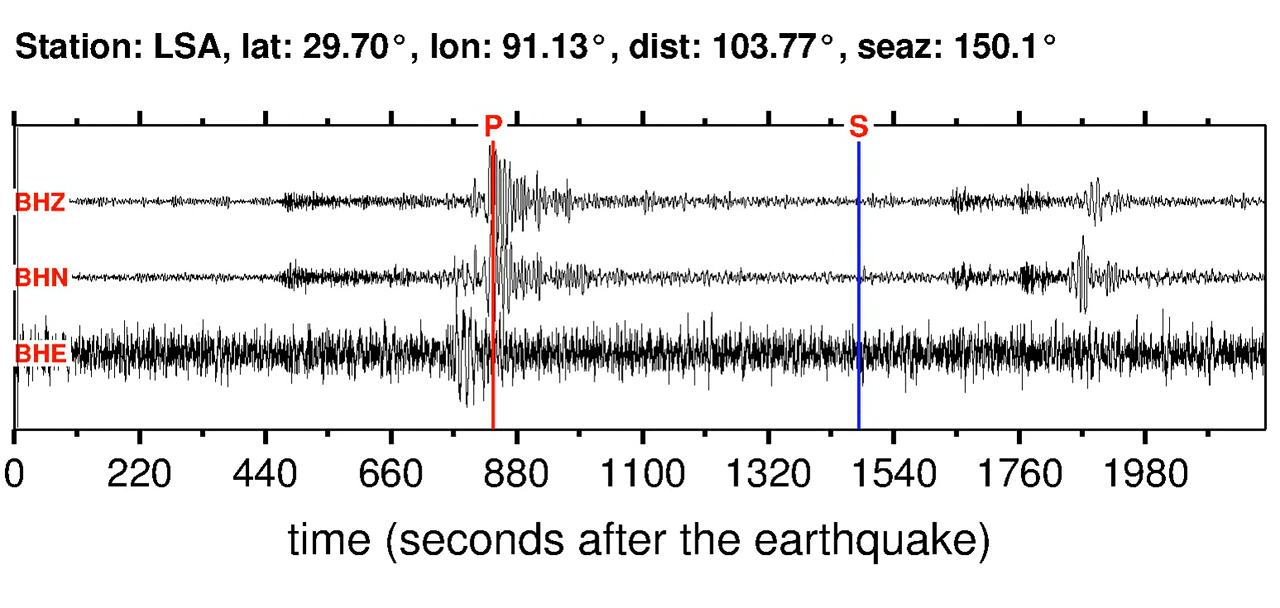 Station: LSA, lat: 29.70°, lon: 91.13°, dist: 103.77°, seaz: 150.1°
P S
BHZ
BHN
BHE
0 220 440 660 880 1100 1320 1540 1760 1980
time (seconds after the earthquake)